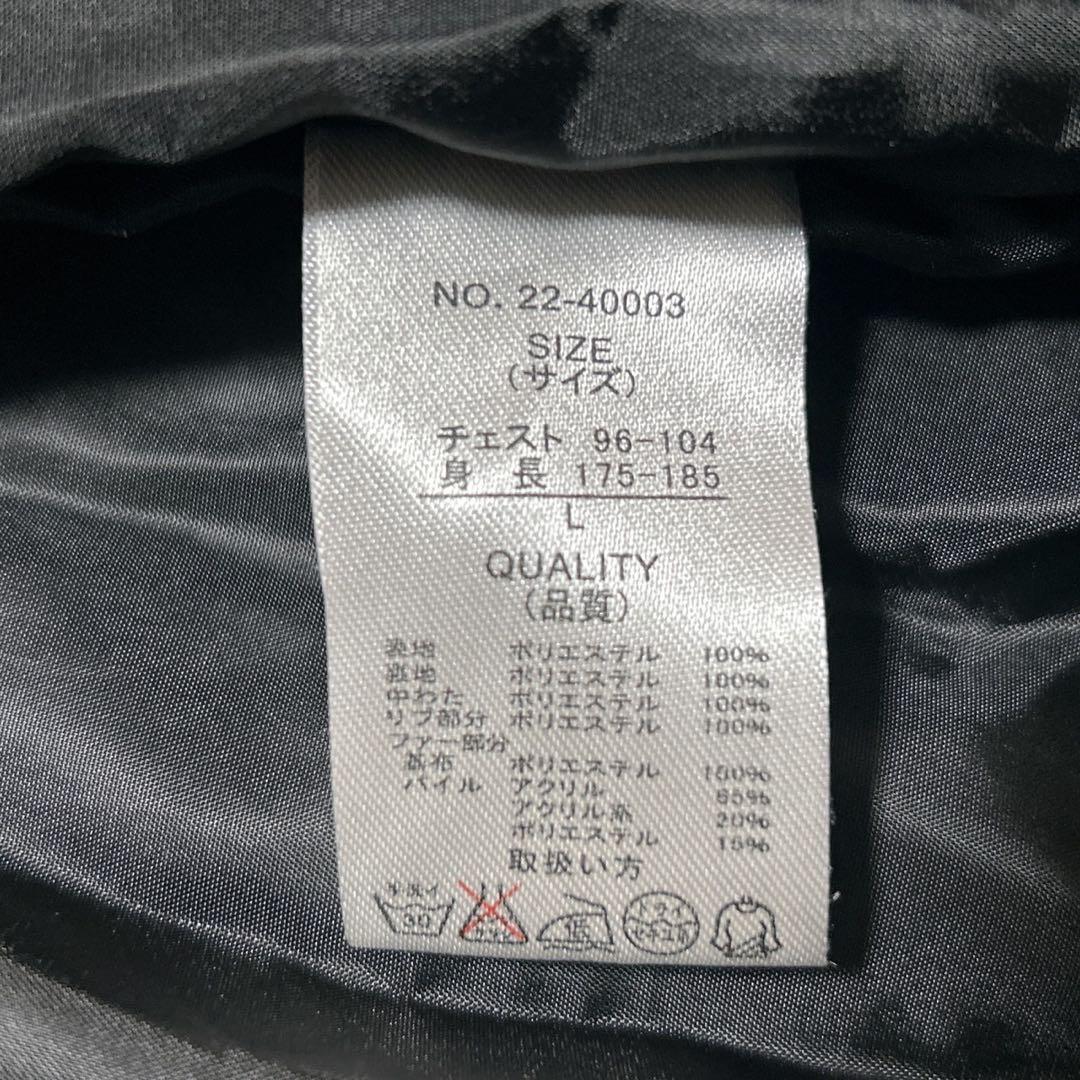 NO. 22-40003
SIZE
(サイズ)
チェスト 96-104
身 長 175-185
L
QUALITY
(品質)
表地 ポリエステル 100%
裏地 ポリエステル 100%
中わた ポリエステル 100%
リブ部分 ポリエステル 100%
ファー部分
基布 ポリエステル 100%
パイル アクリル 65%
アクリル系 20%
ポリエステル 15%
取扱い方
手洗イ
30
低